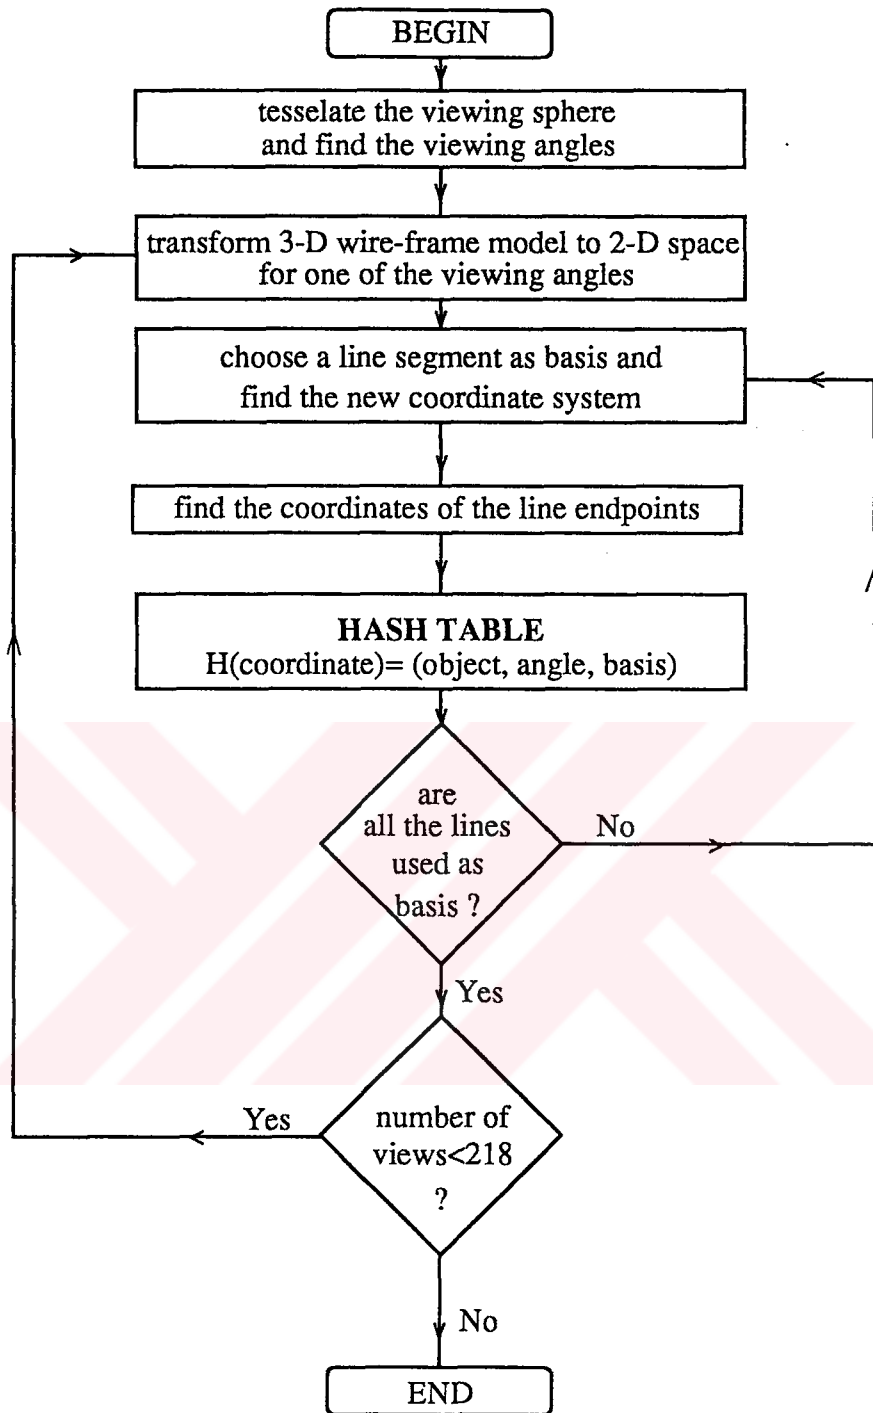 BEGIN
tesselate the viewing sphere
and find the viewing angles
transform 3-D wire-frame model to 2-D space
for one of the viewing angles
choose a line segment as basis and
find the new coordinate system
find the coordinates of the line endpoints
HASH TABLE
H(coordinate)= (object, angle, basis)
are
all the lines
used as
basis ?
No
Yes
number of
views<218
?
Yes
No
END